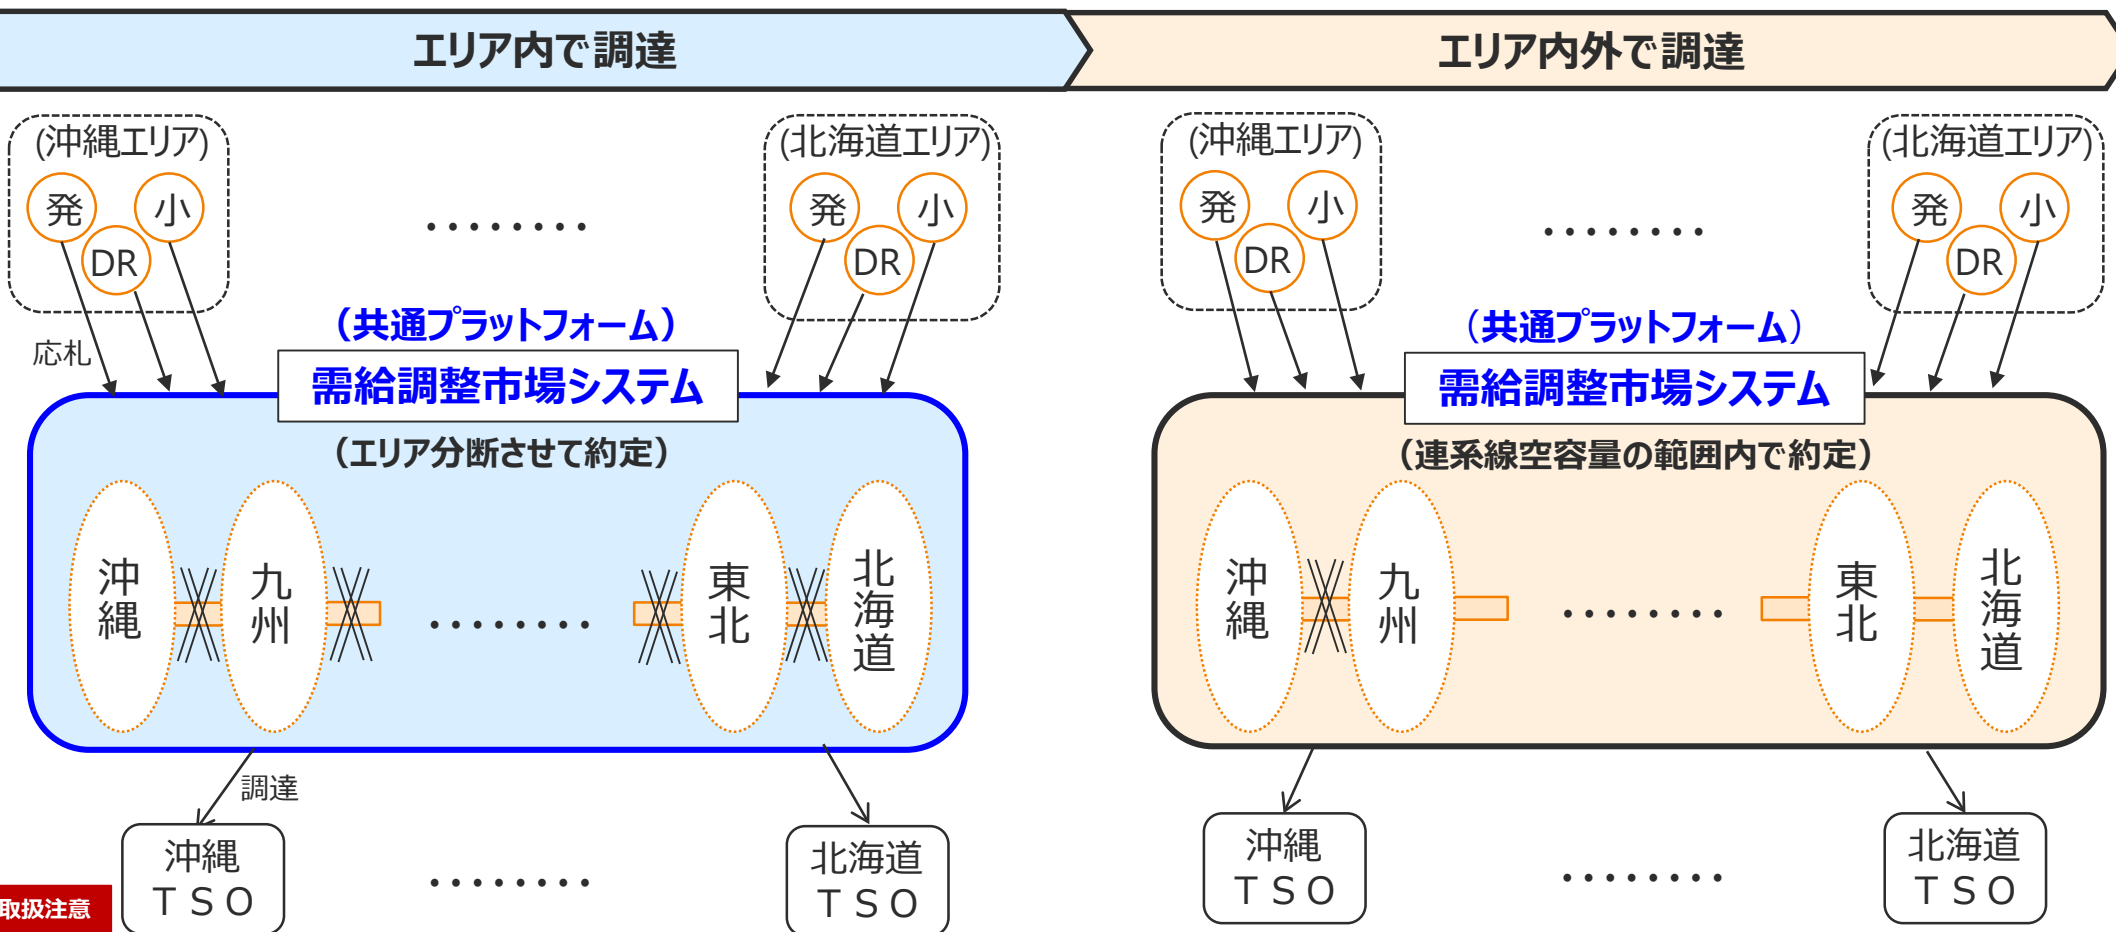 エリア内で調達
エリア内外で調達
(沖縄エリア)
発
小
DR
........
(北海道エリア)
発
小
DR
応札
（共通プラットフォーム）
需給調整市場システム
（エリア分断させて約定）
沖縄
九州
........
東北
北海道
調達
沖縄
ＴＳＯ
........
北海道
ＴＳＯ
取扱注意
(沖縄エリア)
発
小
DR
........
(北海道エリア)
発
小
DR
（共通プラットフォーム）
需給調整市場システム
（連系線空容量の範囲内で約定）
沖縄
九州
........
東北
北海道
沖縄
ＴＳＯ
........
北海道
ＴＳＯ